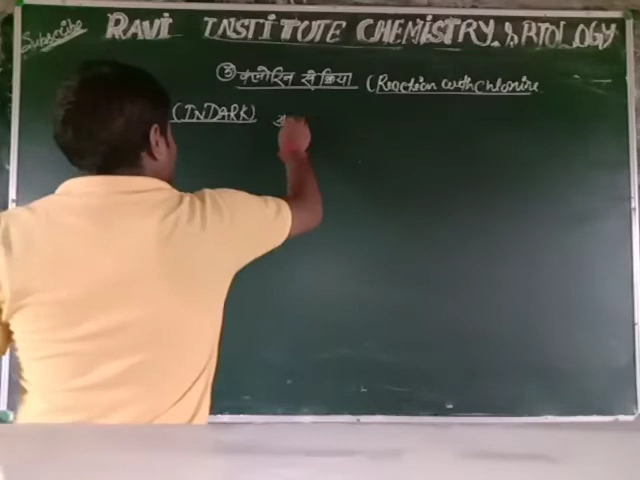 Subscribe
RAVI INSTITUTE CHEMISTRY & BIOLOGY
③ क्लोरिन से क्रिया (Reaction with Chlorine
(IN DARK)